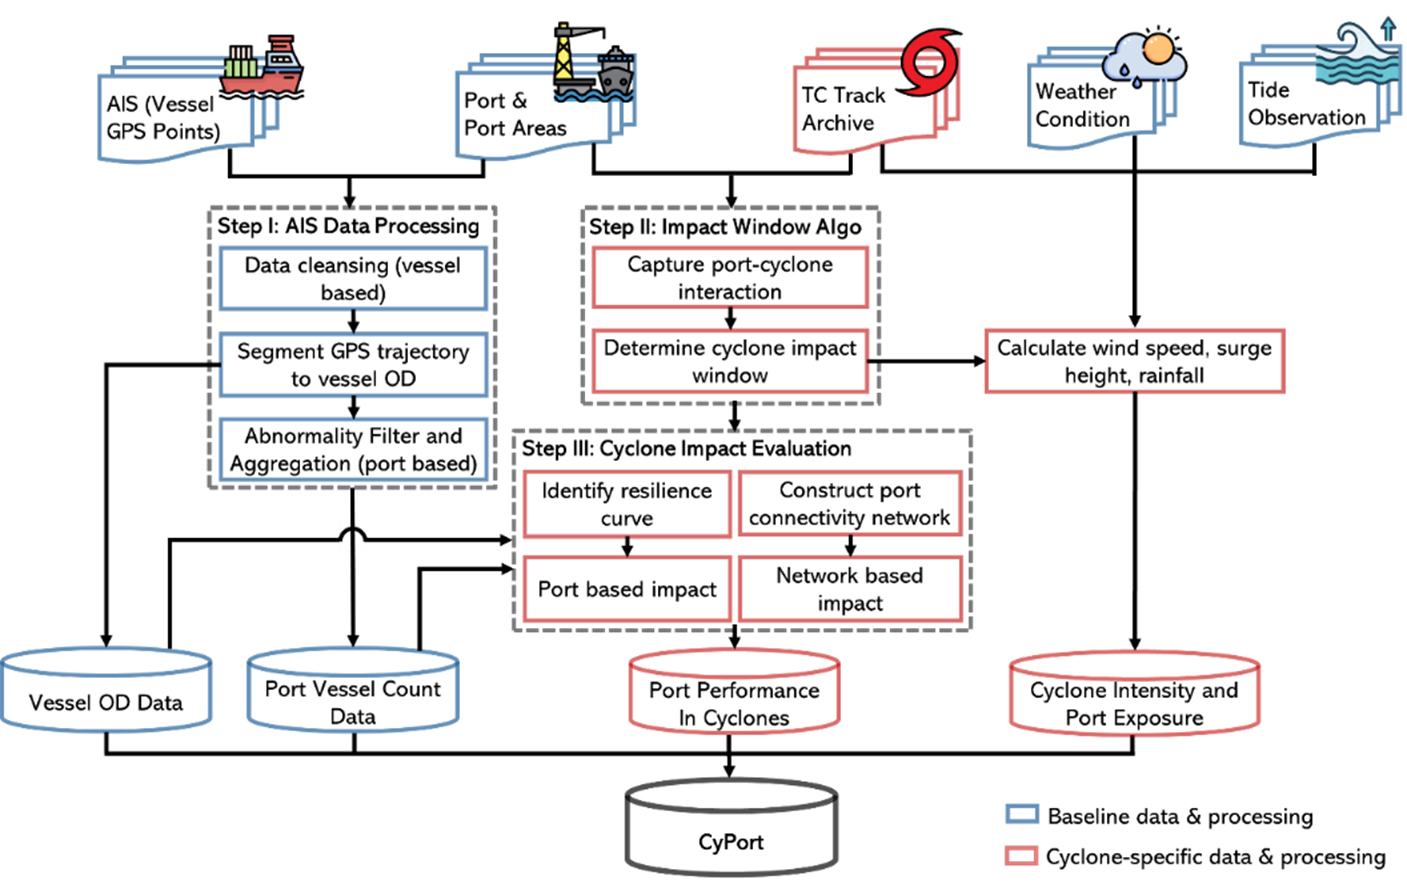 AIS (Vessel
GPS Points)
Port &
Port Areas
TC Track
Archive
Weather
Condition
Tide
Observation
Step I: AIS Data Processing
Data cleansing (vessel
based)
Segment GPS trajectory
to vessel OD
Abnormality Filter and
Aggregation (port based)
Step II: Impact Window Algo
Capture port-cyclone
interaction
Determine cyclone impact
window
Calculate wind speed, surge
height, rainfall
Step III: Cyclone Impact Evaluation
Identify resilience
curve
Construct port
connectivity network
Port based impact
Network based
impact
Vessel OD Data
Port Vessel Count
Data
Port Performance
In Cyclones
Cyclone Intensity and
Port Exposure
CyPort
Baseline data & processing
Cyclone-specific data & processing